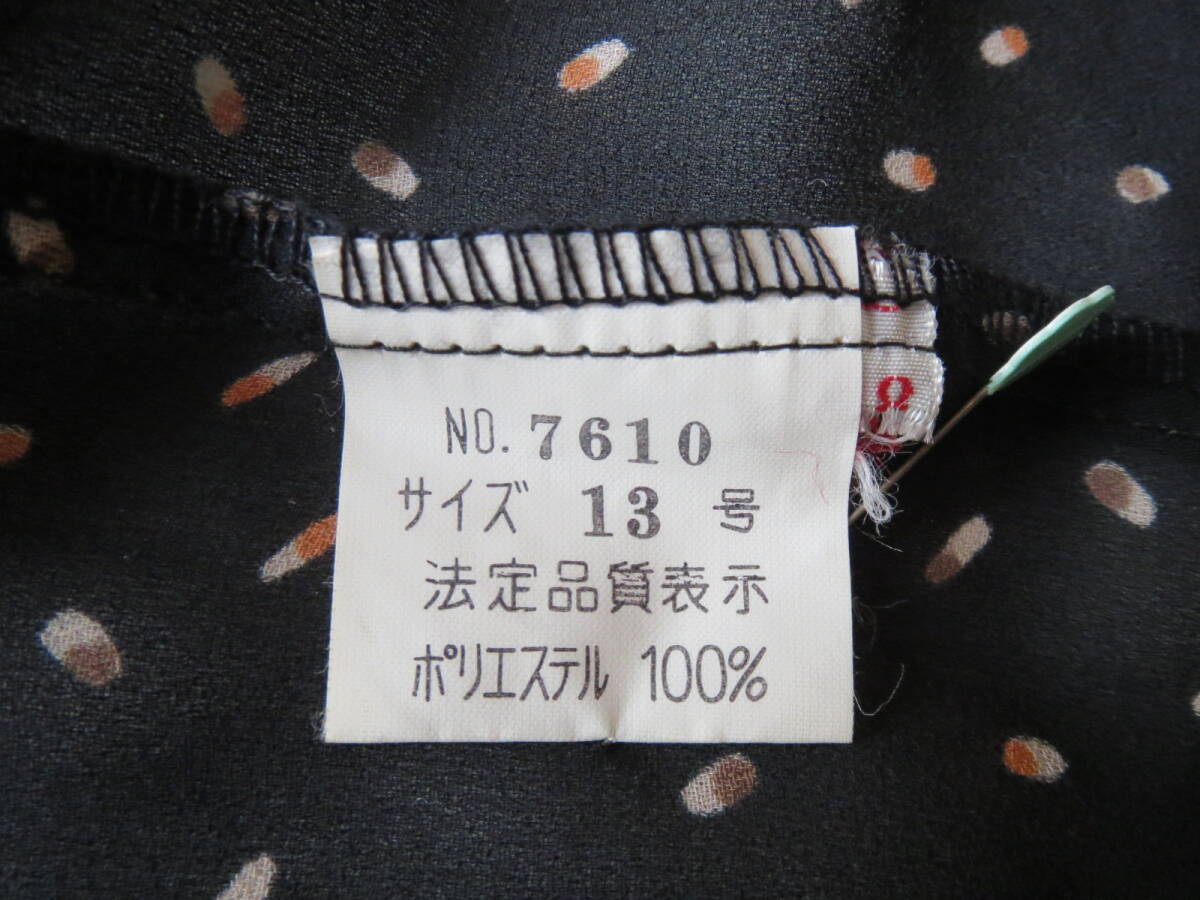 NO. 7610
サイズ 13 号
法定品質表示
ポリエステル 100%